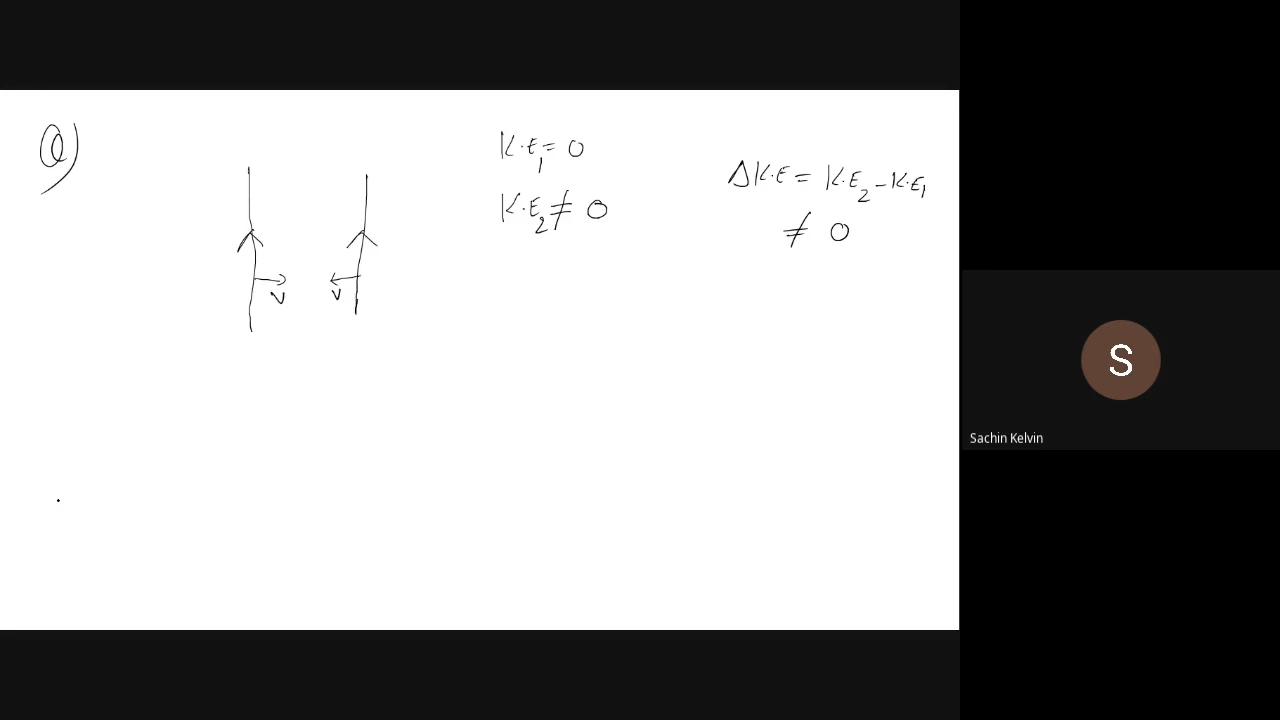 Q)
K.E₁ = 0
K.E₂ ≠ 0
ΔK.E = K.E₂ - K.E₁
≠ 0
V V
S
Sachin Kelvin